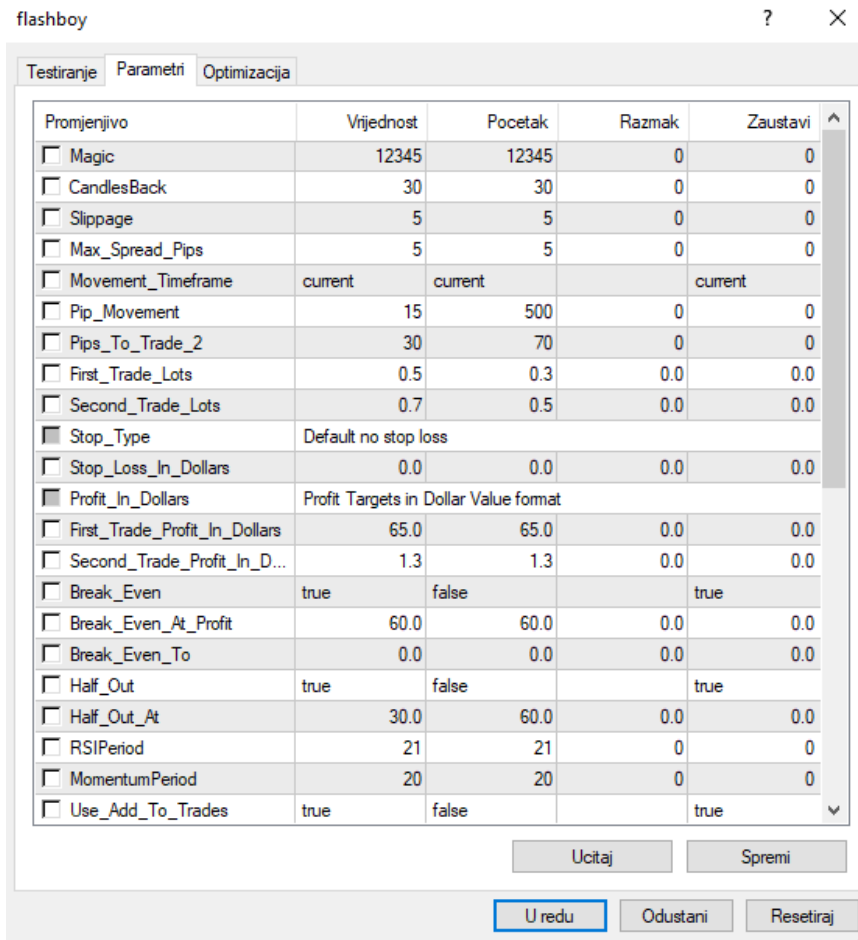 flashboy ?
Testiranje Parametri Optimizacija
Promjenjivo Vrijednost Pocetak Razmak Zaustavi
Magic 12345 12345 0 0
CandlesBack 30 30 0 0
Slippage 5 5 0 0
Max_Spread_Pips 5 5 0 0
Movement_Timeframe current current current
Pip_Movement 15 500 0 0
Pips_To_Trade_2 30 70 0 0
First_Trade_Lots 0.5 0.3 0.0 0.0
Second_Trade_Lots 0.7 0.5 0.0 0.0
Stop_Type Default no stop loss
Stop_Loss_In_Dollars 0.0 0.0 0.0 0.0
Profit_In_Dollars Profit Targets in Dollar Value format
First_Trade_Profit_In_Dollars 65.0 65.0 0.0 0.0
Second_Trade_Profit_In_D... 1.3 1.3 0.0 0.0
Break_Even true false true
Break_Even_At_Profit 60.0 60.0 0.0 0.0
Break_Even_To 0.0 0.0 0.0 0.0
Half_Out true false true
Half_Out_At 30.0 60.0 0.0 0.0
RSIPeriod 21 21 0 0
MomentumPeriod 20 20 0 0
Use_Add_To_Trades true false true
Ucitaj Spremi
U redu Odustani Resetiraj